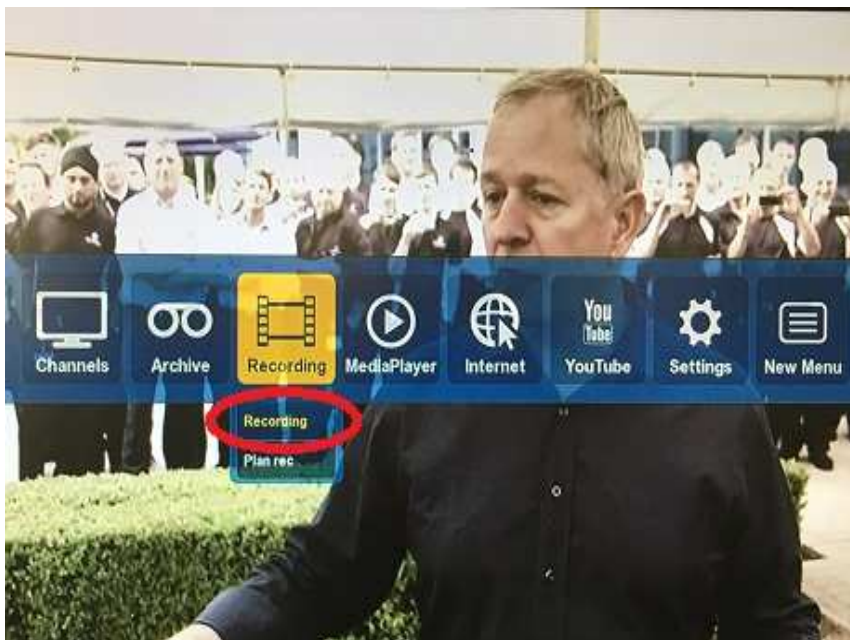 Channels
Archive
Recording
MediaPlayer
Internet
You
Tube
YouTube
Settings
New Menu
Recording
Plan rec